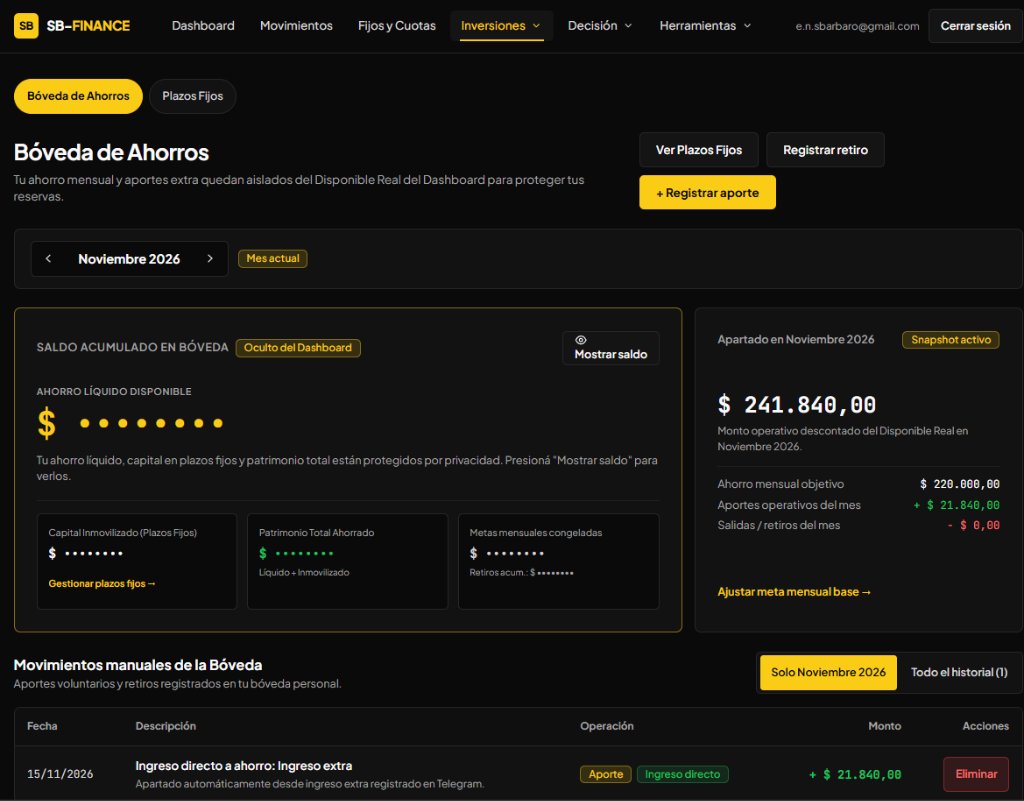 SB SB-FINANCE Dashboard Movimientos Fijos y Cuotas Inversiones Decisión Herramientas e.n.sbarbaro@gmail.com Cerrar sesión
Bóveda de Ahorros Plazos Fijos
Bóveda de Ahorros
Tu ahorro mensual y aportes extra quedan aislados del Disponible Real del Dashboard para proteger tus
reservas.
Ver Plazos Fijos Registrar retiro
+ Registrar aporte
Noviembre 2026 Mes actual
SALDO ACUMULADO EN BÓVEDA Oculto del Dashboard
Mostrar saldo
AHORRO LÍQUIDO DISPONIBLE
$ ••••••••
Tu ahorro líquido, capital en plazos fijos y patrimonio total están protegidos por privacidad. Presioná "Mostrar saldo" para
verlos.
Capital Inmovilizado (Plazos Fijos)
$ ••••••••
Gestionar plazos fijos →
Patrimonio Total Ahorrado
$ ••••••••
Líquido + Inmovilizado
Metas mensuales congeladas
$ ••••••••
Retiros acum.: $ ••••••••
Apartado en Noviembre 2026 Snapshot activo
$ 241.840,00
Monto operativo descontado del Disponible Real en
Noviembre 2026.
Ahorro mensual objetivo $ 220.000,00
Aportes operativos del mes + $ 21.840,00
Salidas / retiros del mes - $ 0,00
Ajustar meta mensual base →
Movimientos manuales de la Bóveda
Aportes voluntarios y retiros registrados en tu bóveda personal.
Solo Noviembre 2026 Todo el historial (1)
Fecha Descripción Operación Monto Acciones
15/11/2026 Ingreso directo a ahorro: Ingreso extra Aporte Ingreso directo + $ 21.840,00 Eliminar
Apartado automáticamente desde ingreso extra registrado en Telegram.